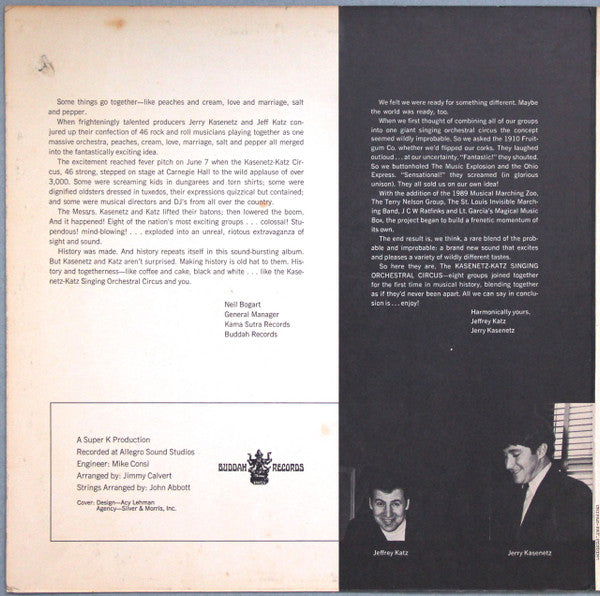 Some things go together—like peaches and cream, love and marriage, salt
and pepper.
When frighteningly talented producers Jerry Kasenetz and Jeff Katz con-
jured up their confection of 46 rock and roll musicians playing together as one
massive orchestra, peaches, cream, love, marriage, salt and pepper all merged
into the fantastically exciting idea.
The excitement reached fever pitch on June 7 when the Kasenetz-Katz Cir-
cus, 46 strong, stepped on stage at Carnegie Hall to the wild applause of over
3,000. Some were screaming kids in dungarees and torn shirts; some were
dignified oldsters dressed in tuxedos, their expressions quizzical but contained;
and some were musical directors and DJ's from all over the country.
The Messrs. Kasenetz and Katz lifted their batons; then lowered the boom.
And it happened! Eight of the nation's most exciting groups . . . colossal! Stu-
pendous! mind-blowing! . . . exploded into an unreal, riotous extravaganza of
sight and sound.
History was made. And history repeats itself in this sound-bursting album.
But Kasenetz and Katz aren't surprised. Making history is old hat to them. His-
tory and togetherness—like coffee and cake, black and white . . . like the Kase-
netz-Katz Singing Orchestral Circus and you.
Neil Bogart
General Manager
Kama Sutra Records
Buddah Records
A Super K Production
Recorded at Allegro Sound Studios
Engineer: Mike Consi
Arranged by: Jimmy Calvert
Strings Arranged by: John Abbott
Cover: Design—Acy Lehman
Agency—Silver & Morris, Inc.
BUDDAH RECORDS
We felt we were ready for something different. Maybe
the world was ready, too.
When we first thought of combining all of our groups
into one giant singing orchestral circus the concept
seemed wildly improbable. So we asked the 1910 Fruit-
gum Co. whether we'd flipped our corks. They laughed
outloud . . . at our uncertainty. "Fantastic!" they shouted.
So we buttonholed The Music Explosion and the Ohio
Express. "Sensational!" they screamed (in glorious
unison). They all sold us on our own idea!
With the addition of the 1989 Musical Marching Zoo,
The Terry Nelson Group, The St. Louis Invisible March-
ing Band, J C W Ratfinks and Lt. Garcia's Magical Music
Box, the project began to build a frenetic momentum of
its own.
The end result is, we think, a rare blend of the prob-
able and improbable: a brand new sound that excites
and pleases a variety of wildly different tastes.
So here they are, The KASENETZ-KATZ SINGING
ORCHESTRAL CIRCUS—eight groups joined together
for the first time in musical history, blending together
as if they'd never been apart. All we can say in conclu-
sion is . . . enjoy!
Harmonically yours,
Jeffrey Katz
Jerry Kasenetz
Jeffrey Katz
Jerry Kasenetz